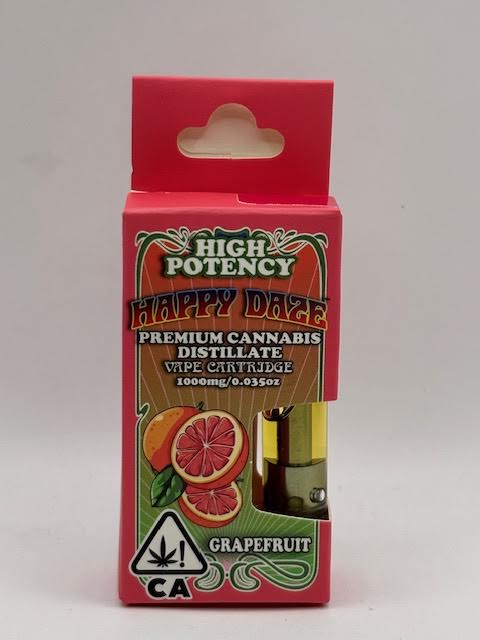 HIGH
POTENCY
HAPPY DAZE
PREMIUM CANNABIS
DISTILLATE
VAPE CARTRIDGE
1000mg/0.035oz
GRAPEFRUIT
!
CA